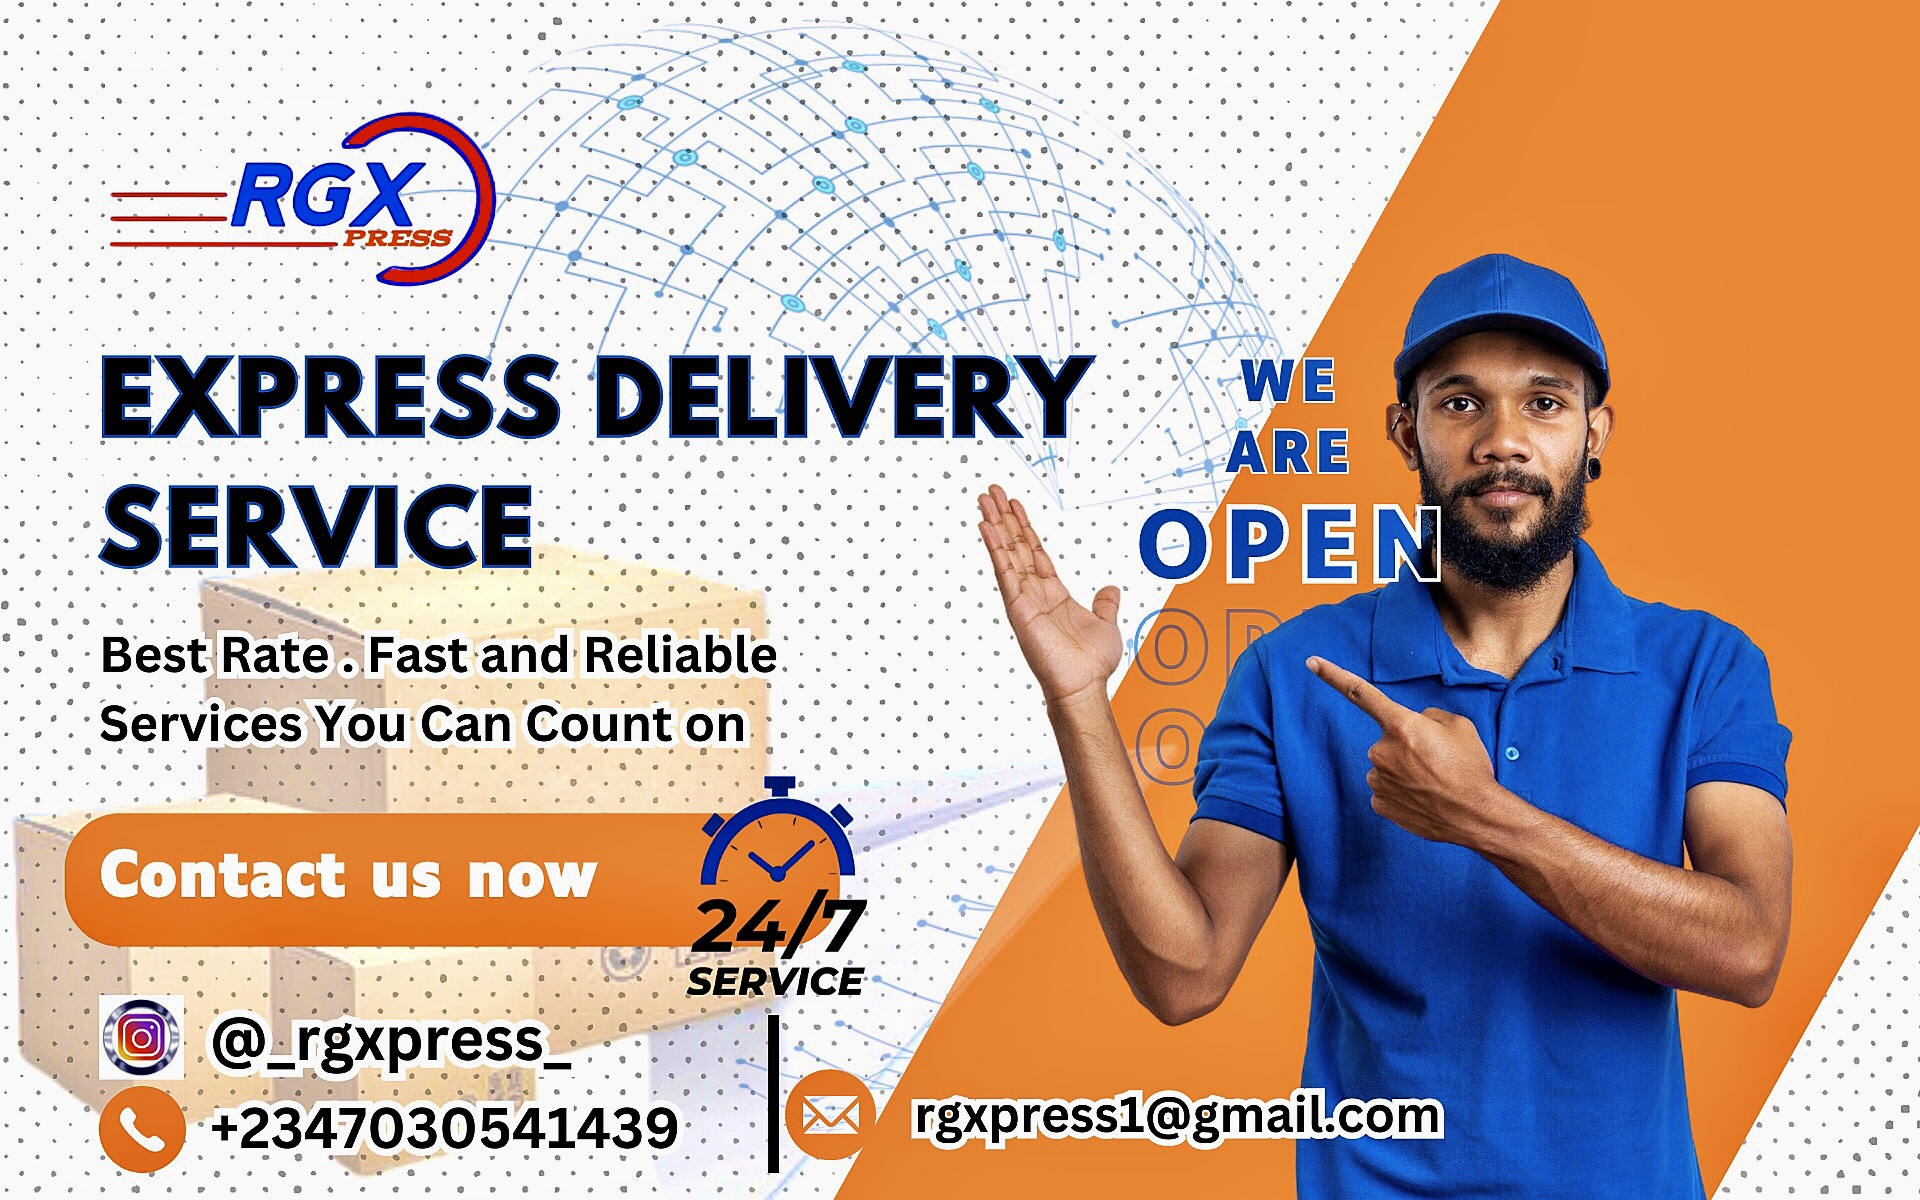 RGX
PRESS
EXPRESS DELIVERY
SERVICE
WE
ARE
OPEN
Best Rate . Fast and Reliable
Services You Can Count on
Contact us now
24/7
SERVICE
@_rgxpress_
+2347030541439
rgxpress1@gmail.com